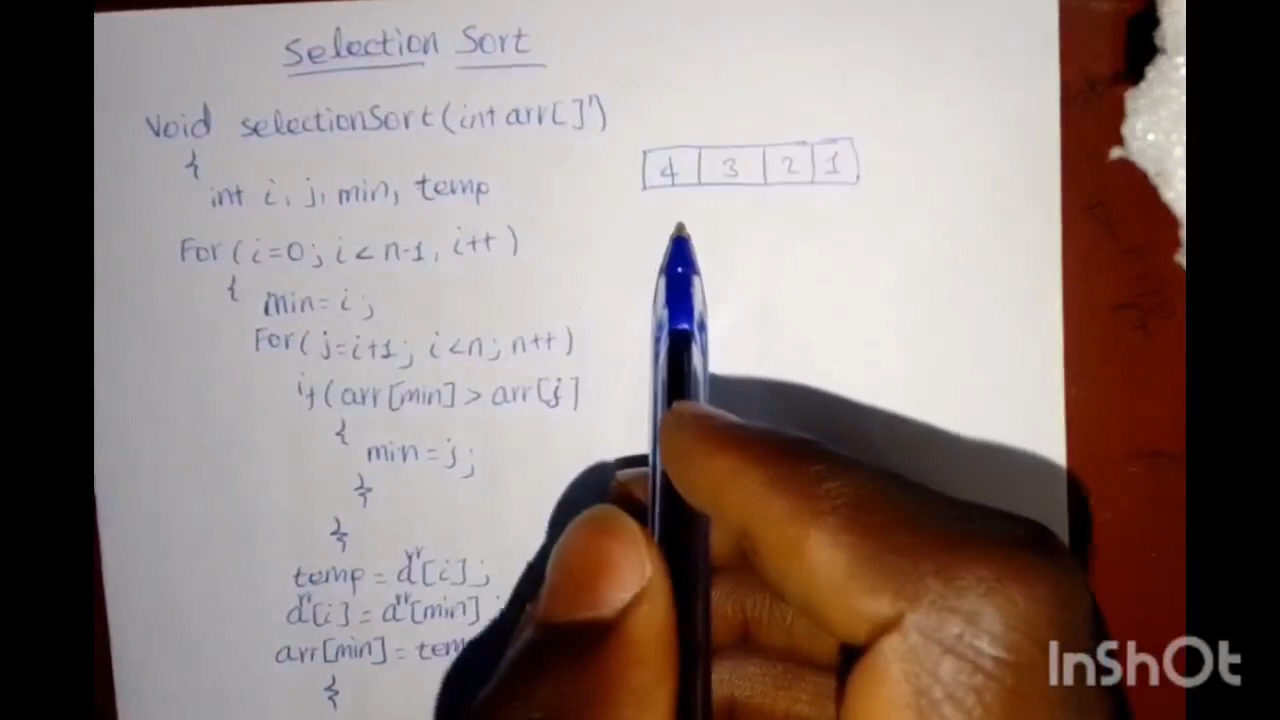 Selection Sort
Void selectionSort(int arr[]n)
{
int i, j, min, temp
For(i=0; i<n-1, i++)
{ min=i;
For(j=i+1; i<n; n++)
if(arr[min]>arr[j]
{
min=j;
}
}
temp=arr[i];
arr[i]=arr[min];
arr[min]=tem
}
4 3 2 1
InShOt